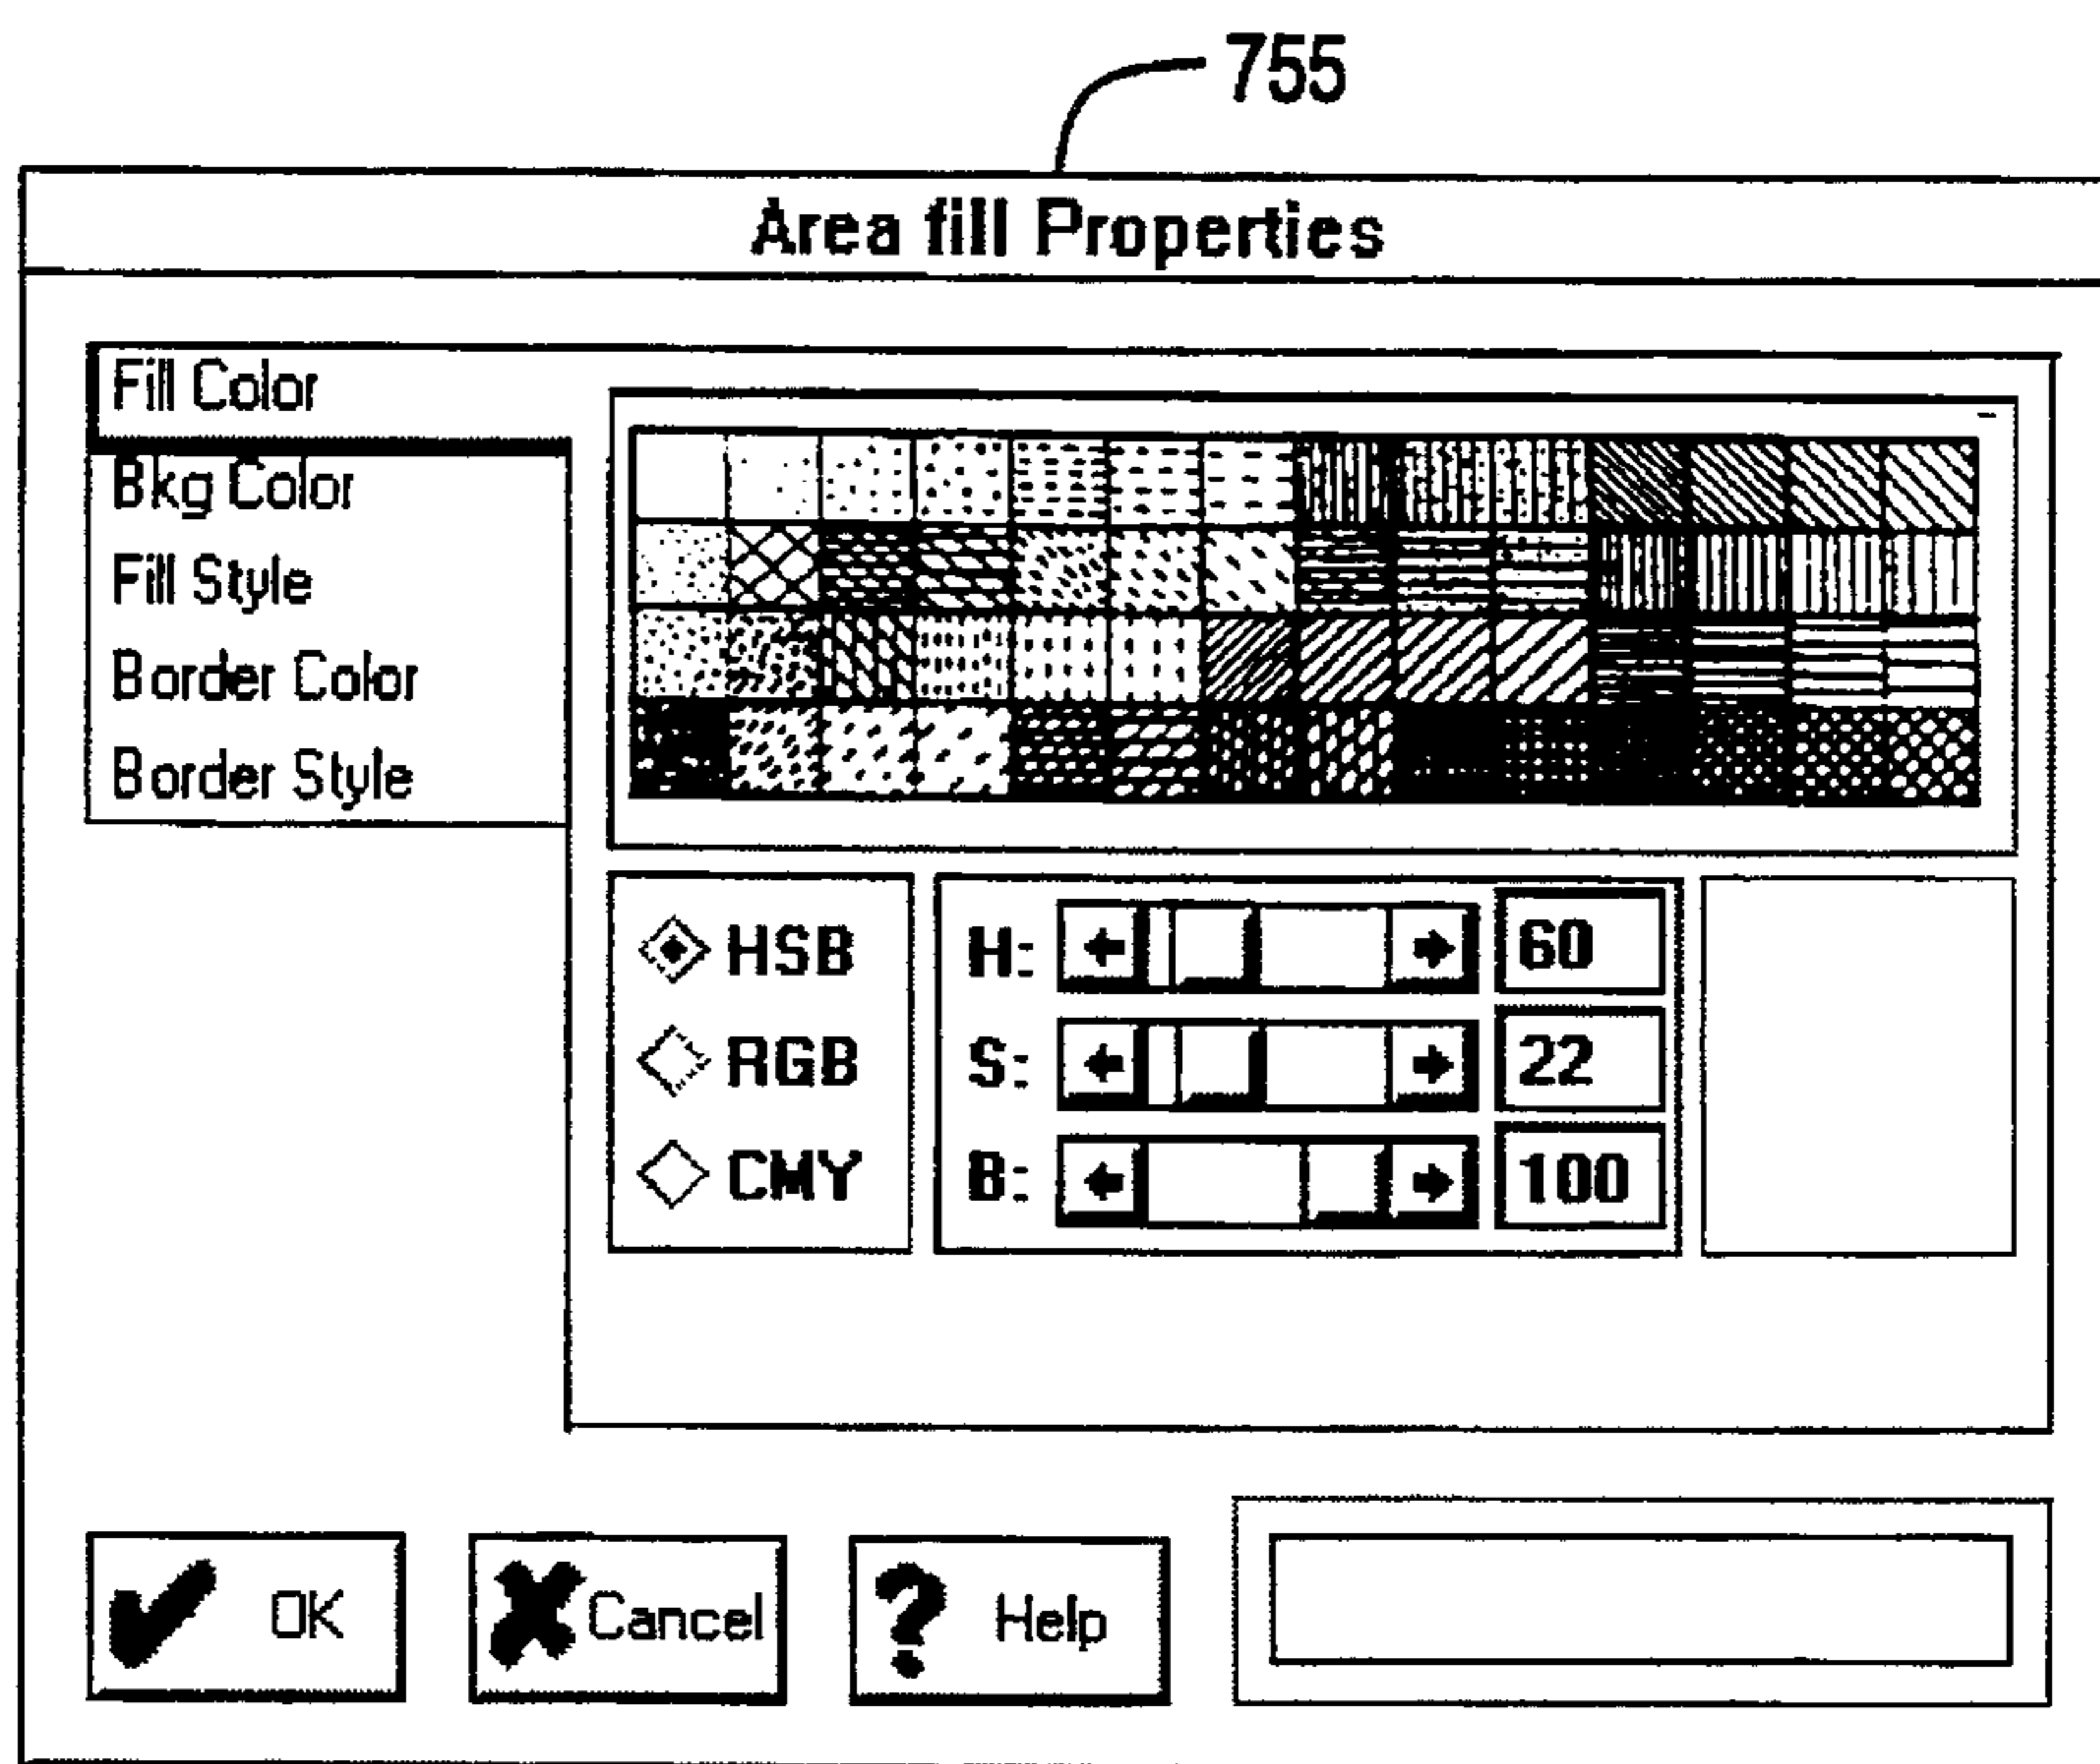 755
Area fill Properties
Fill Color
Bkg Color
Fill Style
Border Color
Border Style
HSB
RGB
CMY
H: 60
S: 22
B: 100
OK
Cancel
Help